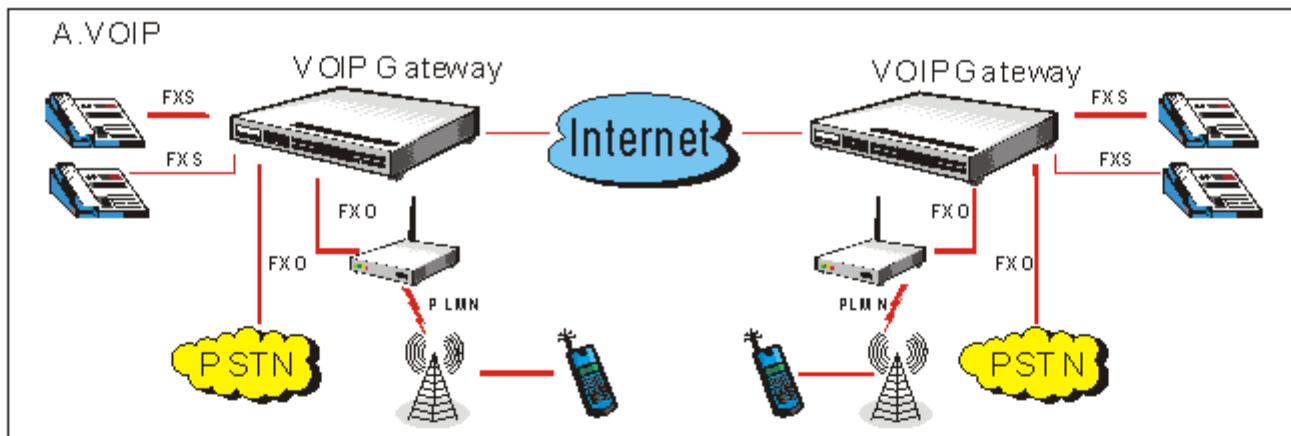 A.VOIP
VOIP Gateway
VOIP Gateway
FXS
FXS
Internet
FXS
FXS
FXO
FXO
FXO
FXO
PLMN
PLMN
PSTN
PSTN